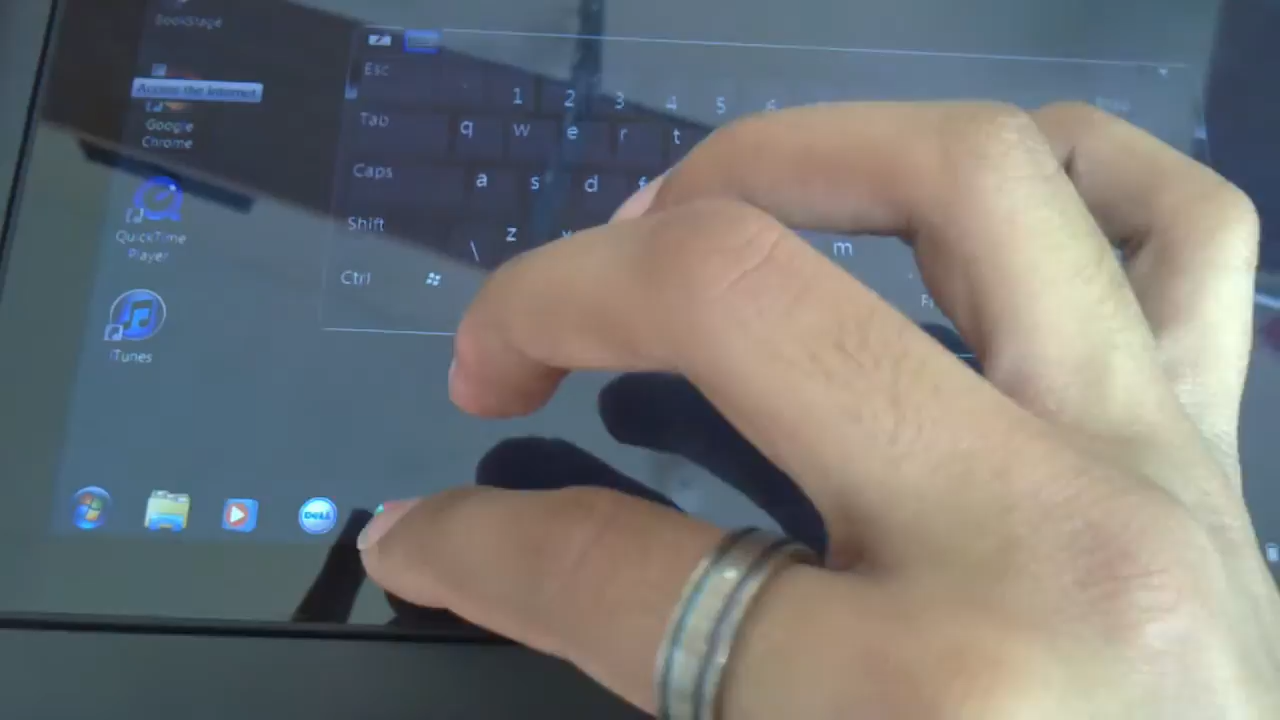 BookStage
Access the Internet
Google
Chrome
QuickTime
Player
iTunes
Esc
1 2 3 4 5 6
Tab q w e r t
Caps a s d f
Shift \ z x m
Ctrl
DELL